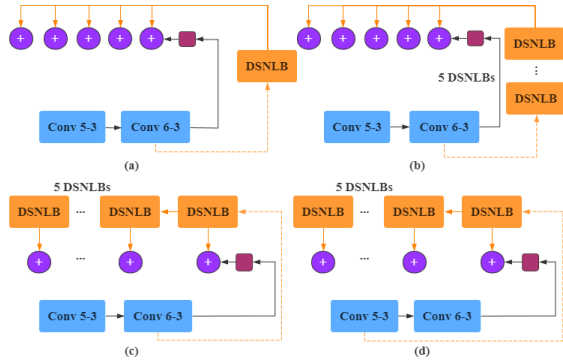 + + + + +
DSNLB
Conv 5-3 Conv 6-3
(a)
+ + + + +
DSNLB
...
5 DSNLBs
DSNLB
Conv 5-3 Conv 6-3
(b)
5 DSNLBs
DSNLB ... DSNLB DSNLB
+ ... + +
Conv 5-3 Conv 6-3
(c)
5 DSNLBs
DSNLB ... DSNLB DSNLB
+ ... + +
Conv 5-3 Conv 6-3
(d)